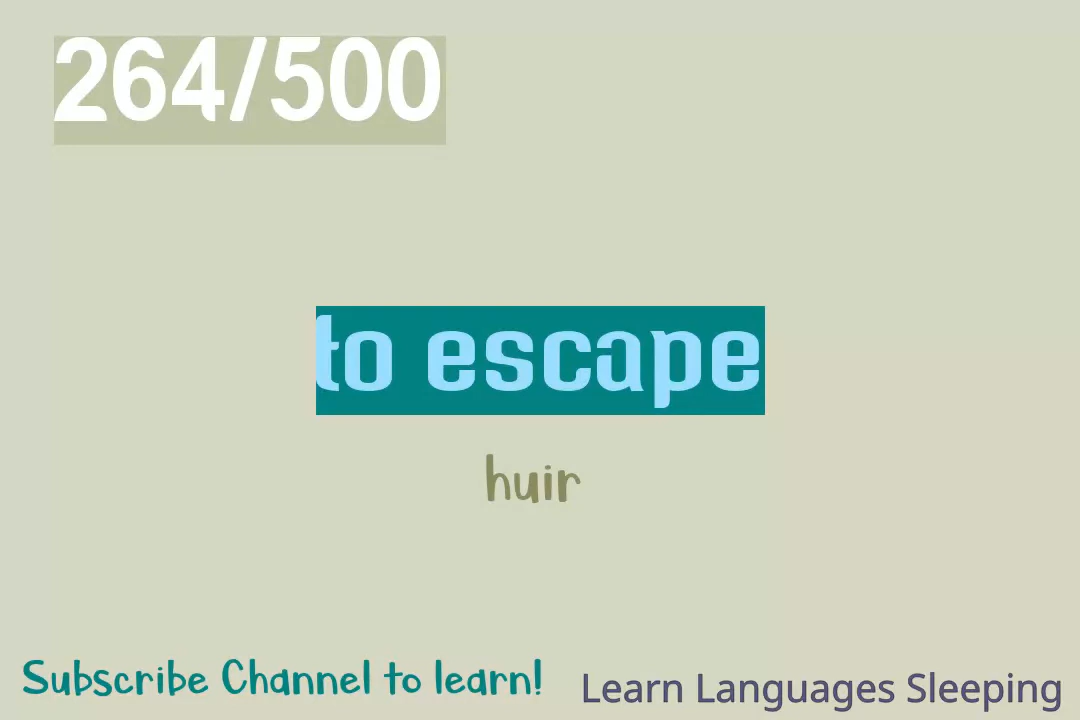 264/500
to escape
huir
Subscribe Channel to learn!
Learn Languages Sleeping